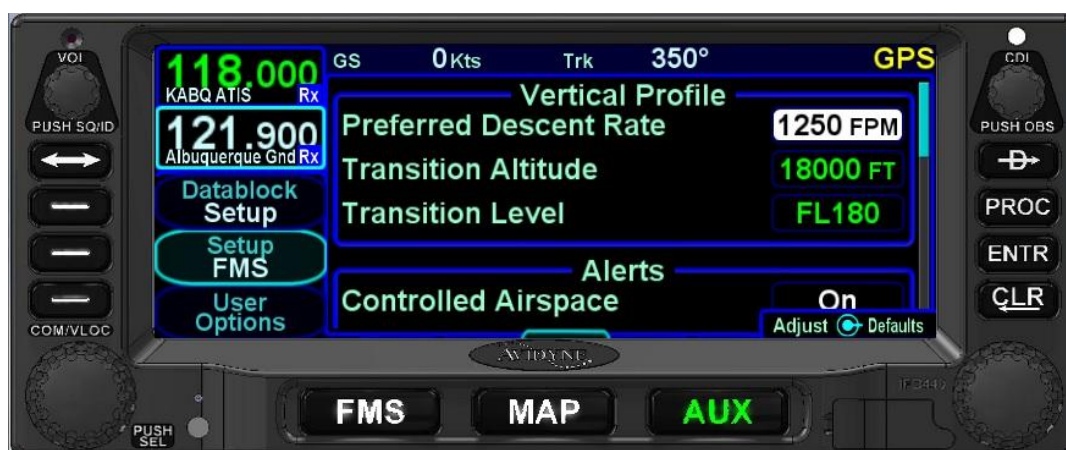 VOL
PUSH SQ/ID
COM/VLOC
PUSH
SEL
118.000
KABQ ATIS Rx
121.900
Albuquerque Gnd Rx
Datablock
Setup
Setup
FMS
User
Options
GS 0Kts Trk 350° GPS
Vertical Profile
Preferred Descent Rate 1250 FPM
Transition Altitude 18000 FT
Transition Level FL180
Alerts
Controlled Airspace On
Adjust Defaults
AVIDYNE
FMS MAP AUX
CDI
PUSH OBS
D
PROC
ENTR
CLR